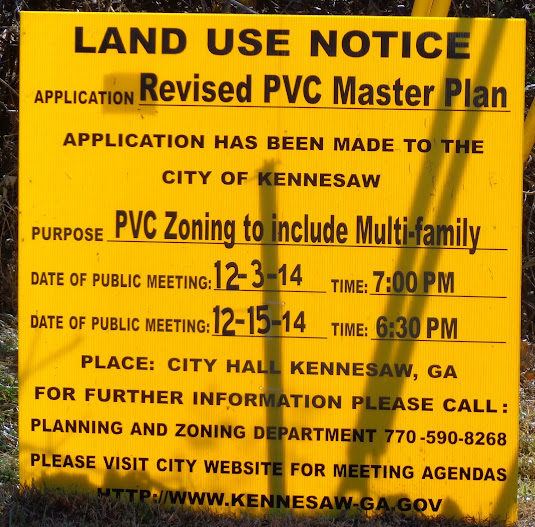 LAND USE NOTICE
APPLICATION Revised PVC Master Plan
APPLICATION HAS BEEN MADE TO THE
CITY OF KENNESAW
PURPOSE PVC Zoning to include Multi-family
DATE OF PUBLIC MEETING: 12-3-14 TIME: 7:00 PM
DATE OF PUBLIC MEETING: 12-15-14 TIME: 6:30 PM
PLACE: CITY HALL KENNESAW, GA
FOR FURTHER INFORMATION PLEASE CALL:
PLANNING AND ZONING DEPARTMENT 770-590-8268
PLEASE VISIT CITY WEBSITE FOR MEETING AGENDAS
HTTP://WWW.KENNESAW-GA.GOV